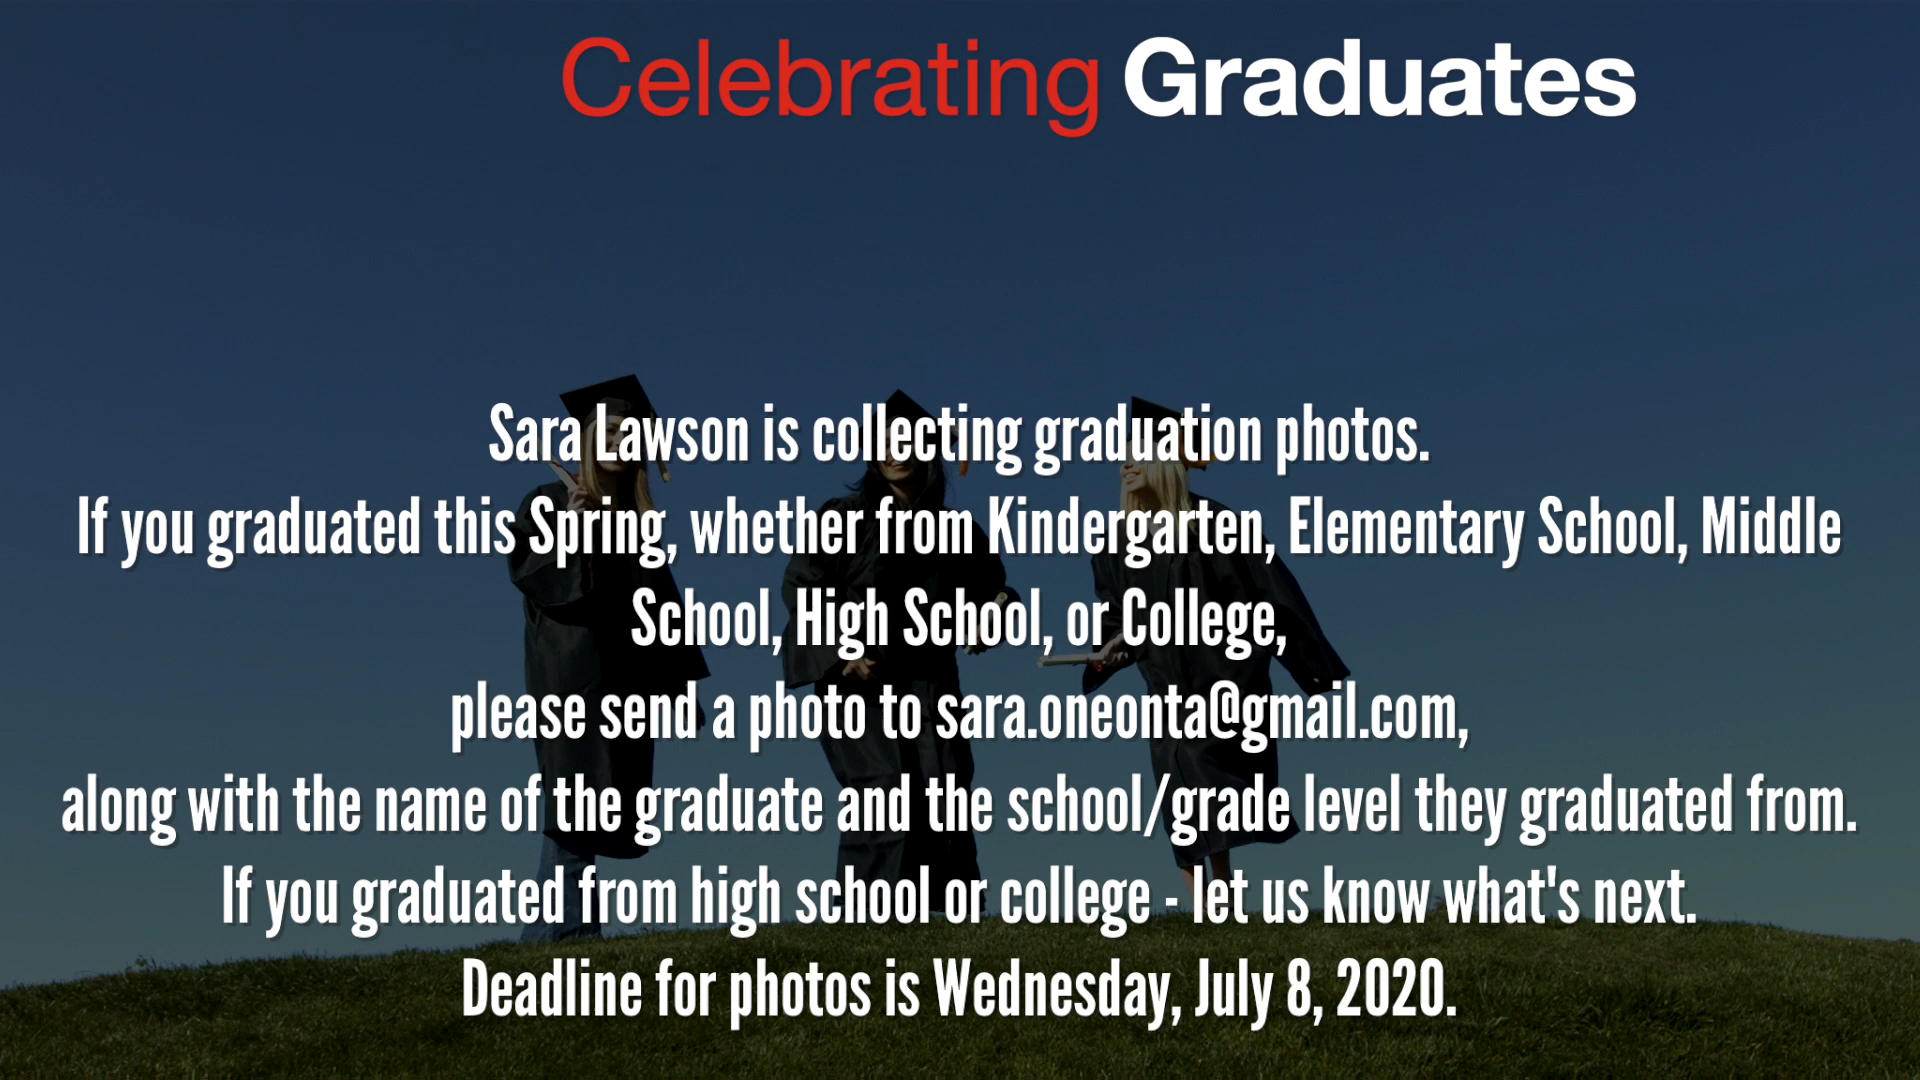 Celebrating Graduates
Sara Lawson is collecting graduation photos.
If you graduated this Spring, whether from Kindergarten, Elementary School, Middle
School, High School, or College,
please send a photo to sara.oneonta@gmail.com,
along with the name of the graduate and the school/grade level they graduated from.
If you graduated from high school or college - let us know what's next.
Deadline for photos is Wednesday, July 8, 2020.